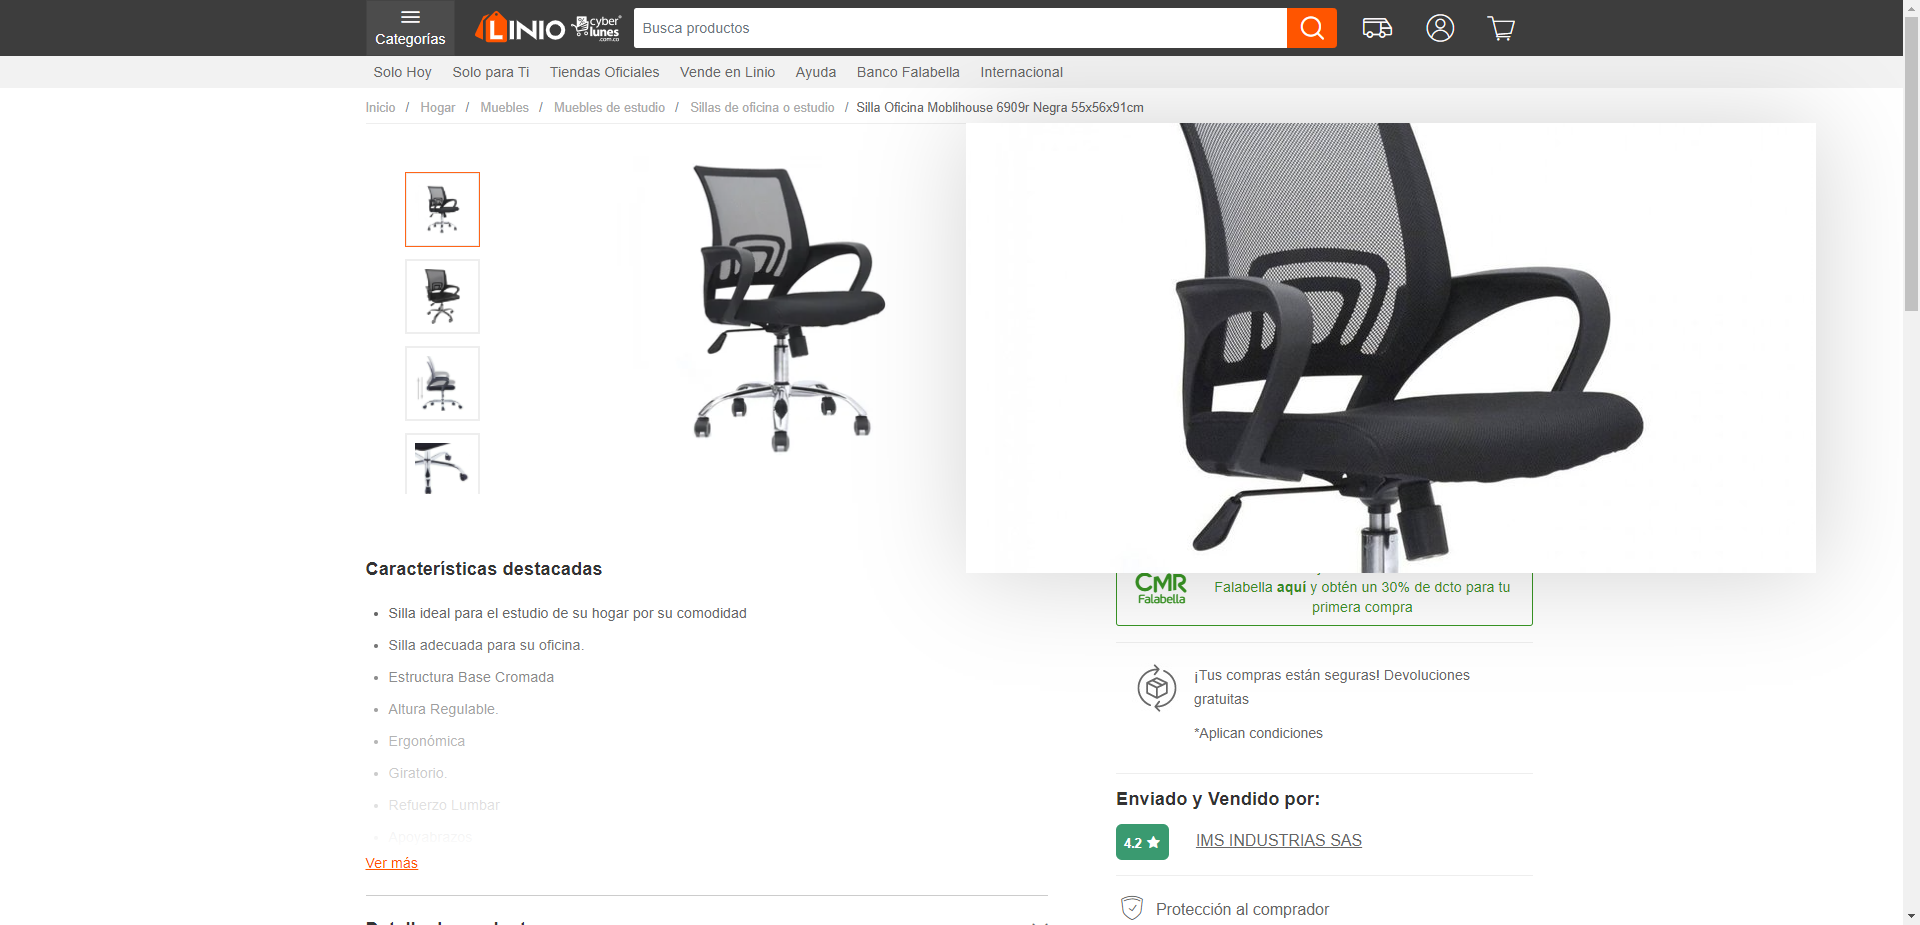 Categorías
LINIO
cyber lunes .com.co
Busca productos
Solo Hoy
Solo para Ti
Tiendas Oficiales
Vende en Linio
Ayuda
Banco Falabella
Internacional
Inicio / Hogar / Muebles / Muebles de estudio / Sillas de oficina o estudio / Silla Oficina Moblihouse 6909r Negra 55x56x91cm
Características destacadas
Silla ideal para el estudio de su hogar por su comodidad
Silla adecuada para su oficina.
Estructura Base Cromada
Altura Regulable.
Ergonómica
Giratorio.
Refuerzo Lumbar
Apoyabrazos
Ver más
CMR
Falabella
Falabella aquí y obtén un 30% de dcto para tu
primera compra
¡Tus compras están seguras! Devoluciones
gratuitas
*Aplican condiciones
Enviado y Vendido por:
4.2
IMS INDUSTRIAS SAS
Protección al comprador